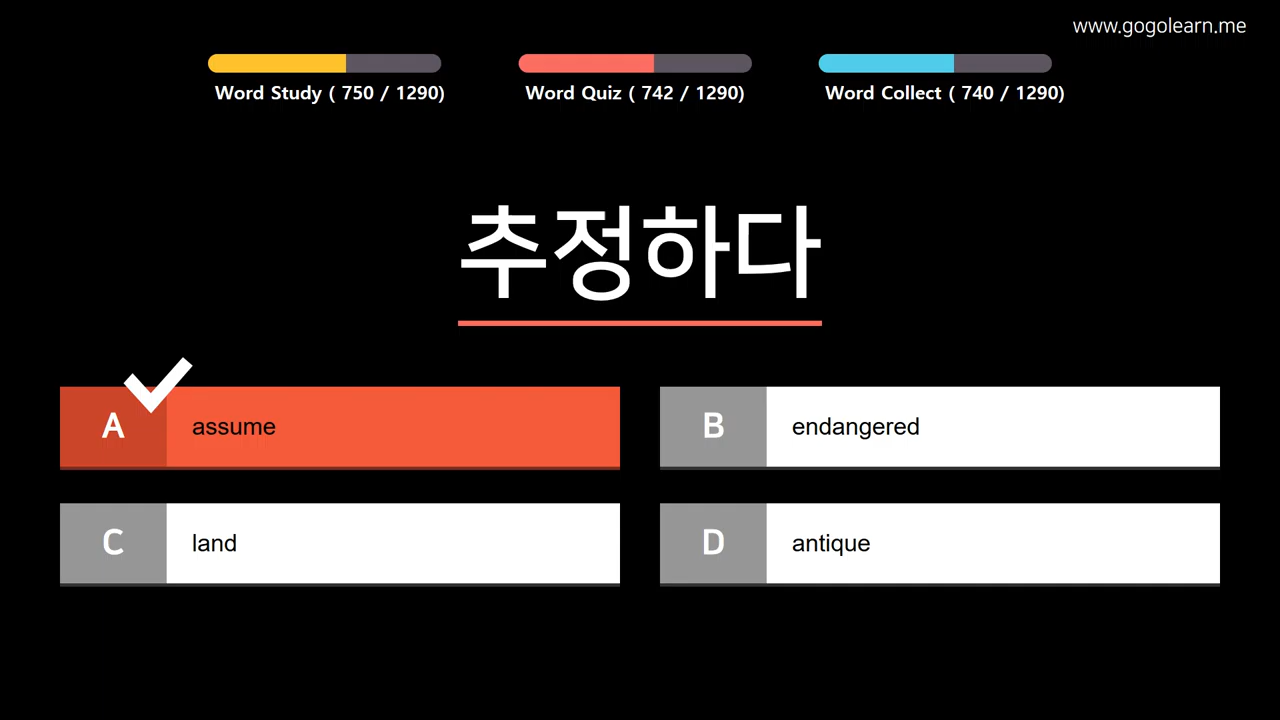 www.gogolearn.me
Word Study ( 750 / 1290)
Word Quiz ( 742 / 1290)
Word Collect ( 740 / 1290)
추정하다
A assume
B endangered
C land
D antique